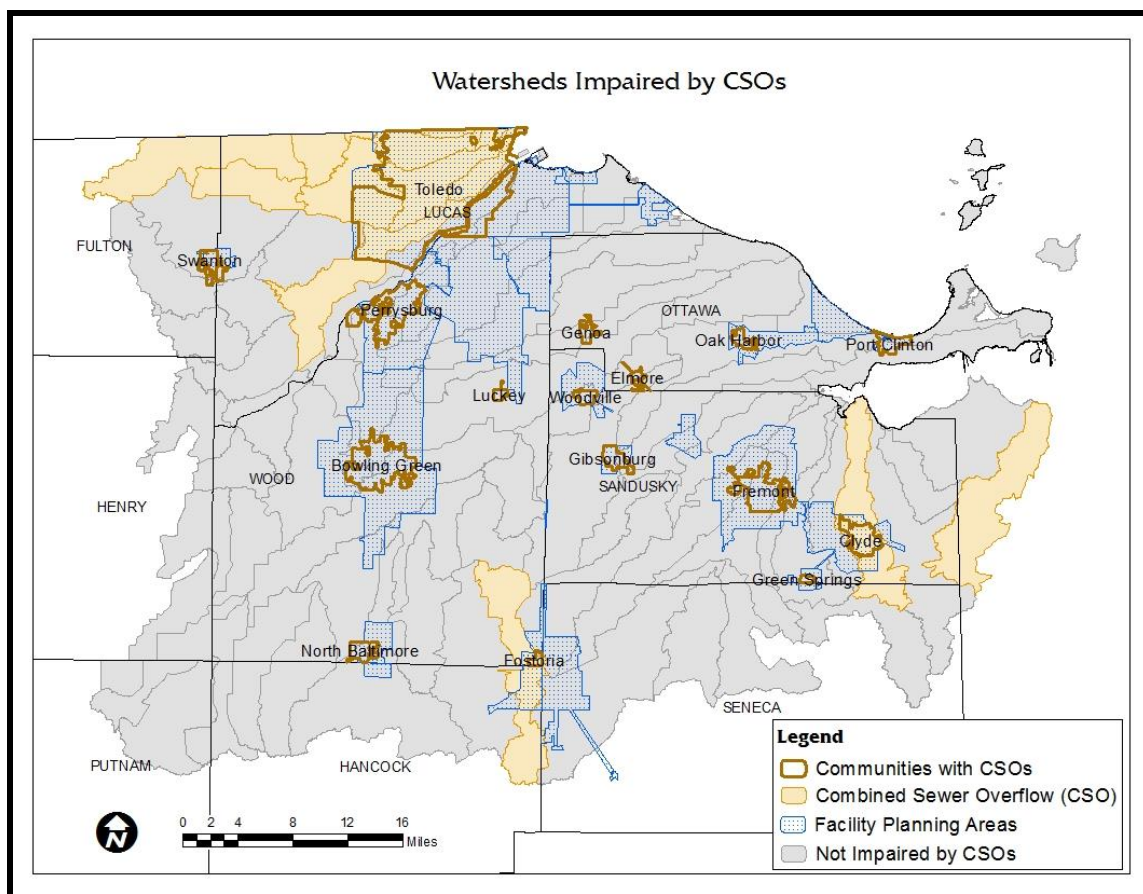 Watersheds Impaired by CSOs
Toledo
LUCAS
FULTON
Swanton
Perrysburg
OTTAWA
Genoa
Oak Harbor
Port Clinton
Elmore
Luckey
Woodville
Bowling Green
WOOD
Gibsonburg
SANDUSKY
Fremont
HENRY
Clyde
Green Springs
North Baltimore
Fostoria
SENECA
PUTNAM
HANCOCK
Legend
Communities with CSOs
Combined Sewer Overflow (CSO)
Facility Planning Areas
Not Impaired by CSOs
N
0 2 4 8 12 16
Miles